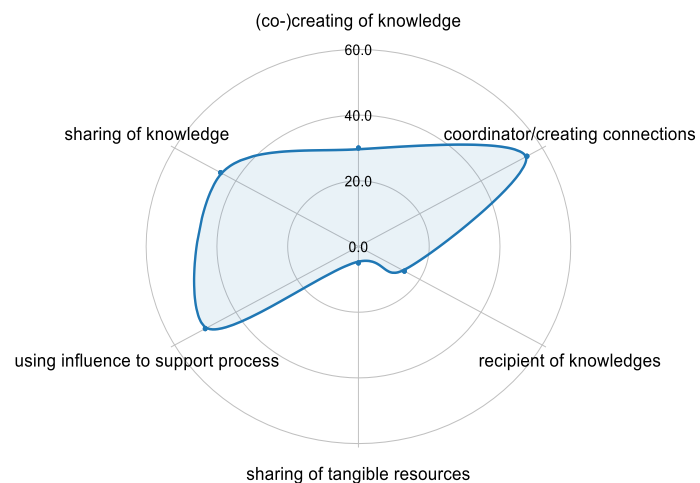 (co-)creating of knowledge
60.0
40.0
sharing of knowledge
coordinator/creating connections
20.0
0.0
using influence to support process
recipient of knowledges
sharing of tangible resources